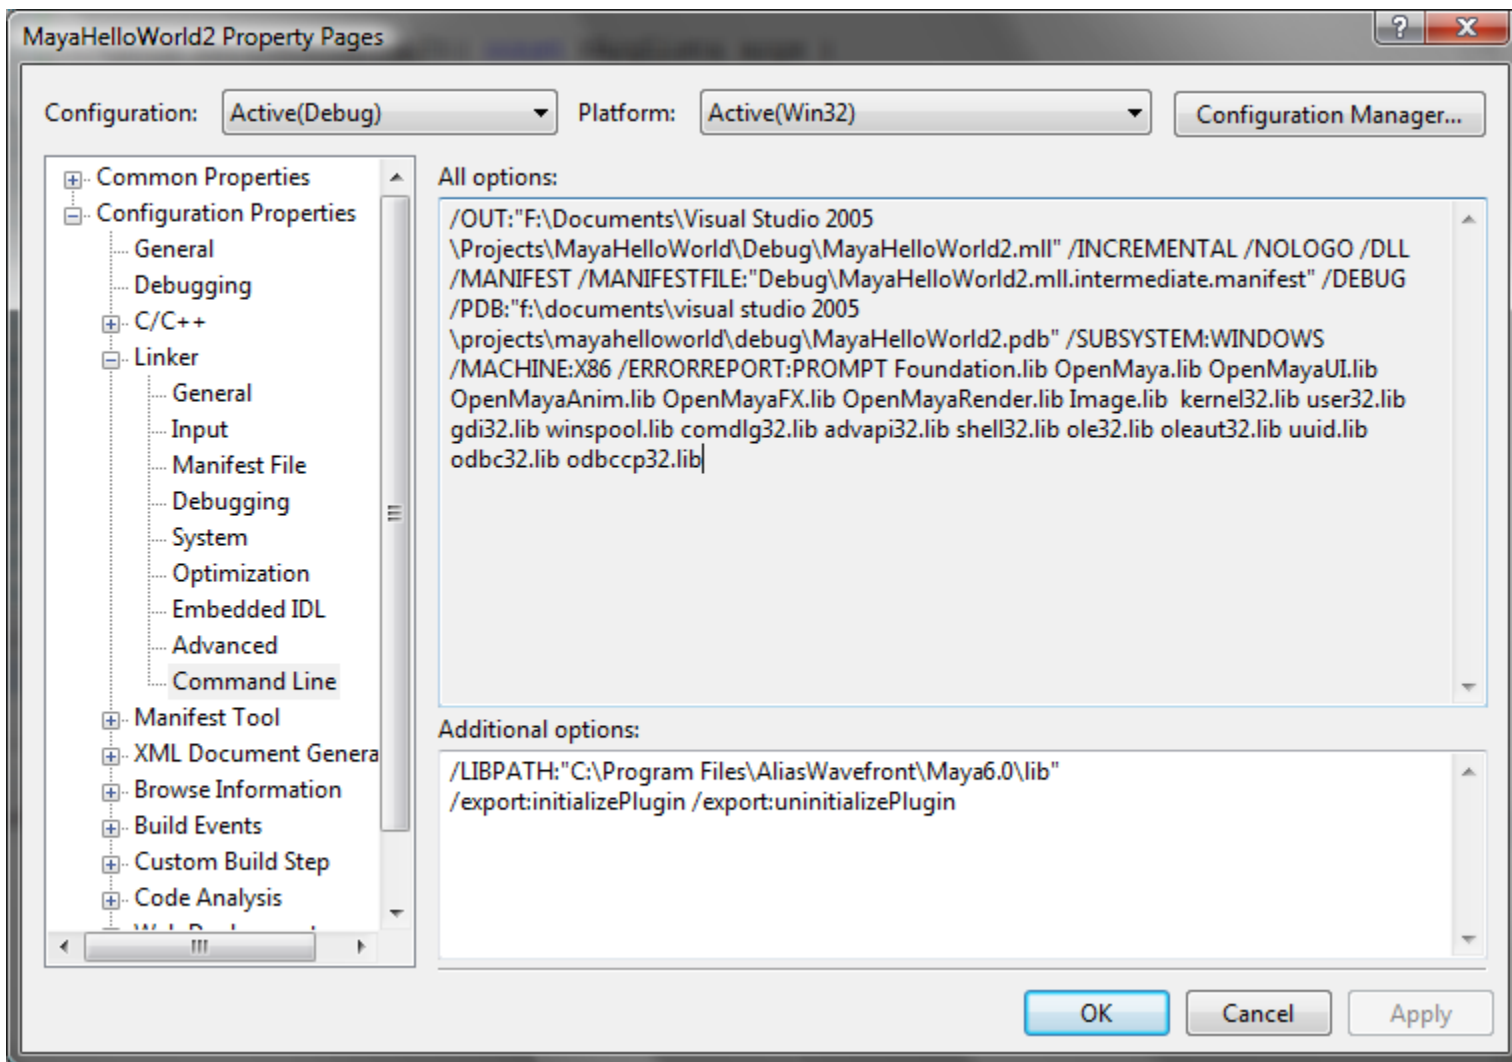 MayaHelloWorld2 Property Pages
Configuration: Active(Debug) Platform: Active(Win32) Configuration Manager...
Common Properties
Configuration Properties
General
Debugging
C/C++
Linker
General
Input
Manifest File
Debugging
System
Optimization
Embedded IDL
Advanced
Command Line
Manifest Tool
XML Document Genera
Browse Information
Build Events
Custom Build Step
Code Analysis
All options:
/OUT:"F:\Documents\Visual Studio 2005
\Projects\MayaHelloWorld\Debug\MayaHelloWorld2.mll" /INCREMENTAL /NOLOGO /DLL
/MANIFEST /MANIFESTFILE:"Debug\MayaHelloWorld2.mll.intermediate.manifest" /DEBUG
/PDB:"f:\documents\visual studio 2005
\projects\mayahelloworld\debug\MayaHelloWorld2.pdb" /SUBSYSTEM:WINDOWS
/MACHINE:X86 /ERRORREPORT:PROMPT Foundation.lib OpenMaya.lib OpenMayaUI.lib
OpenMayaAnim.lib OpenMayaFX.lib OpenMayaRender.lib Image.lib  kernel32.lib user32.lib
gdi32.lib winspool.lib comdlg32.lib advapi32.lib shell32.lib ole32.lib oleaut32.lib uuid.lib
odbc32.lib odbccp32.lib
Additional options:
/LIBPATH:"C:\Program Files\AliasWavefront\Maya6.0\lib"
/export:initializePlugin /export:uninitializePlugin
OK Cancel Apply